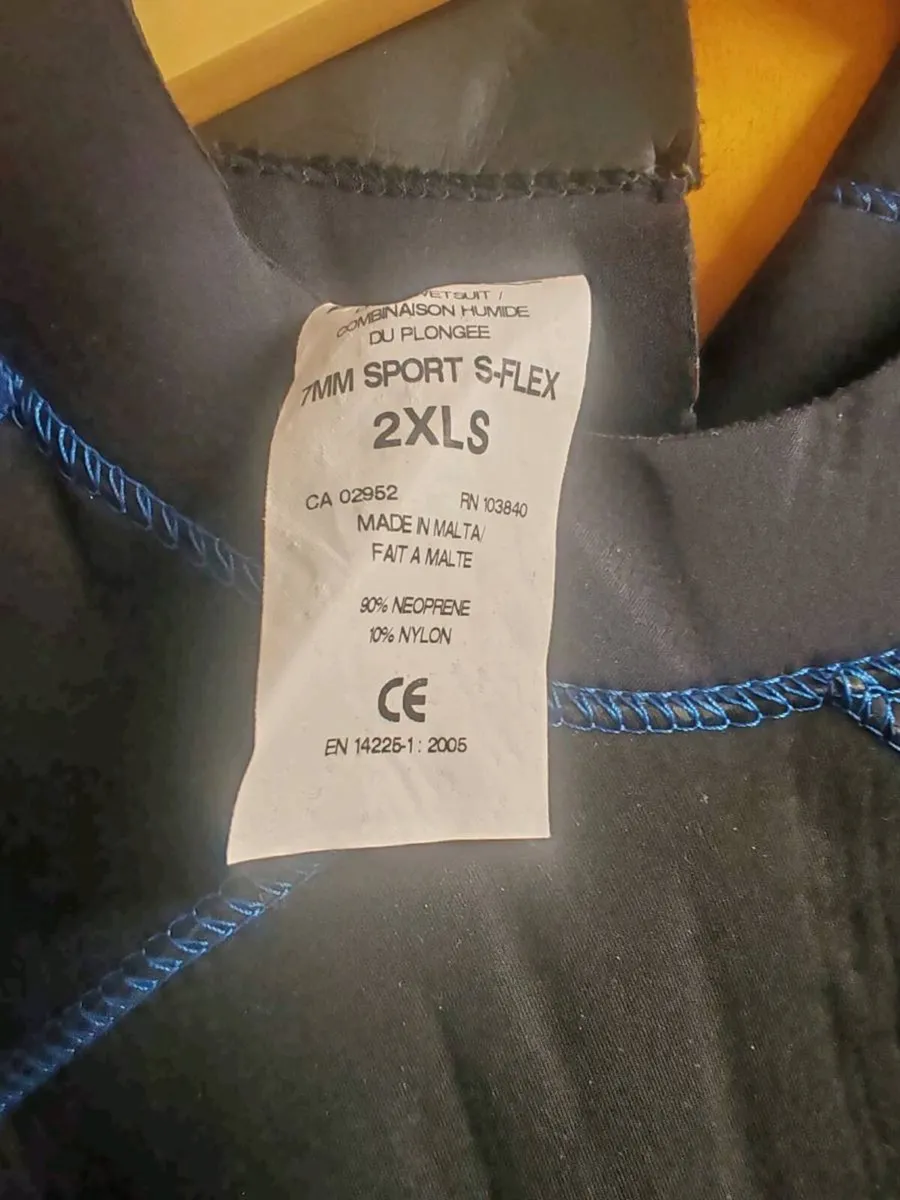 WETSUIT /
COMBINAISON HUMIDE
DU PLONGEE
7MM SPORT S-FLEX
2XLS
CA 02952 RN 103840
MADE IN MALTA/
FAIT A MALTE
90% NEOPRENE
10% NYLON
CE
EN 14225-1 : 2005